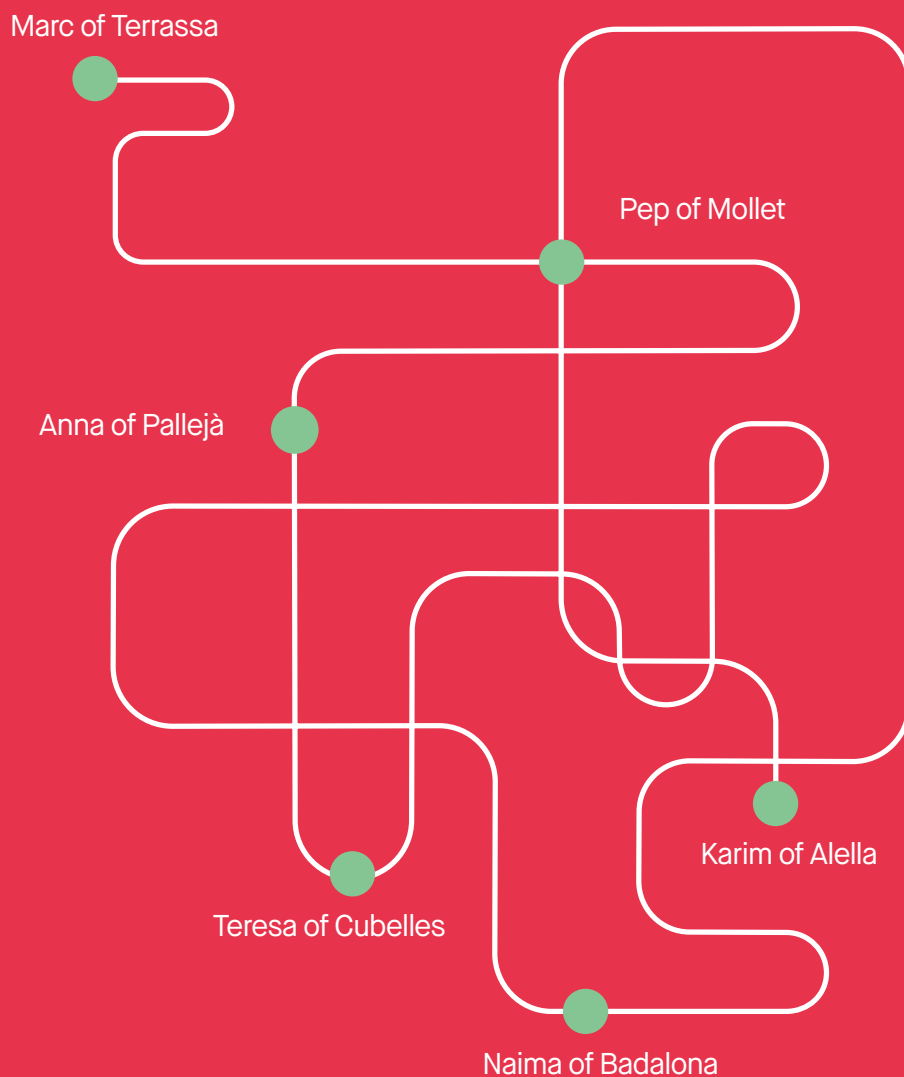 Marc of Terrassa
Pep of Mollet
Anna of Pallejà
Karim of Alella
Teresa of Cubelles
Naima of Badalona